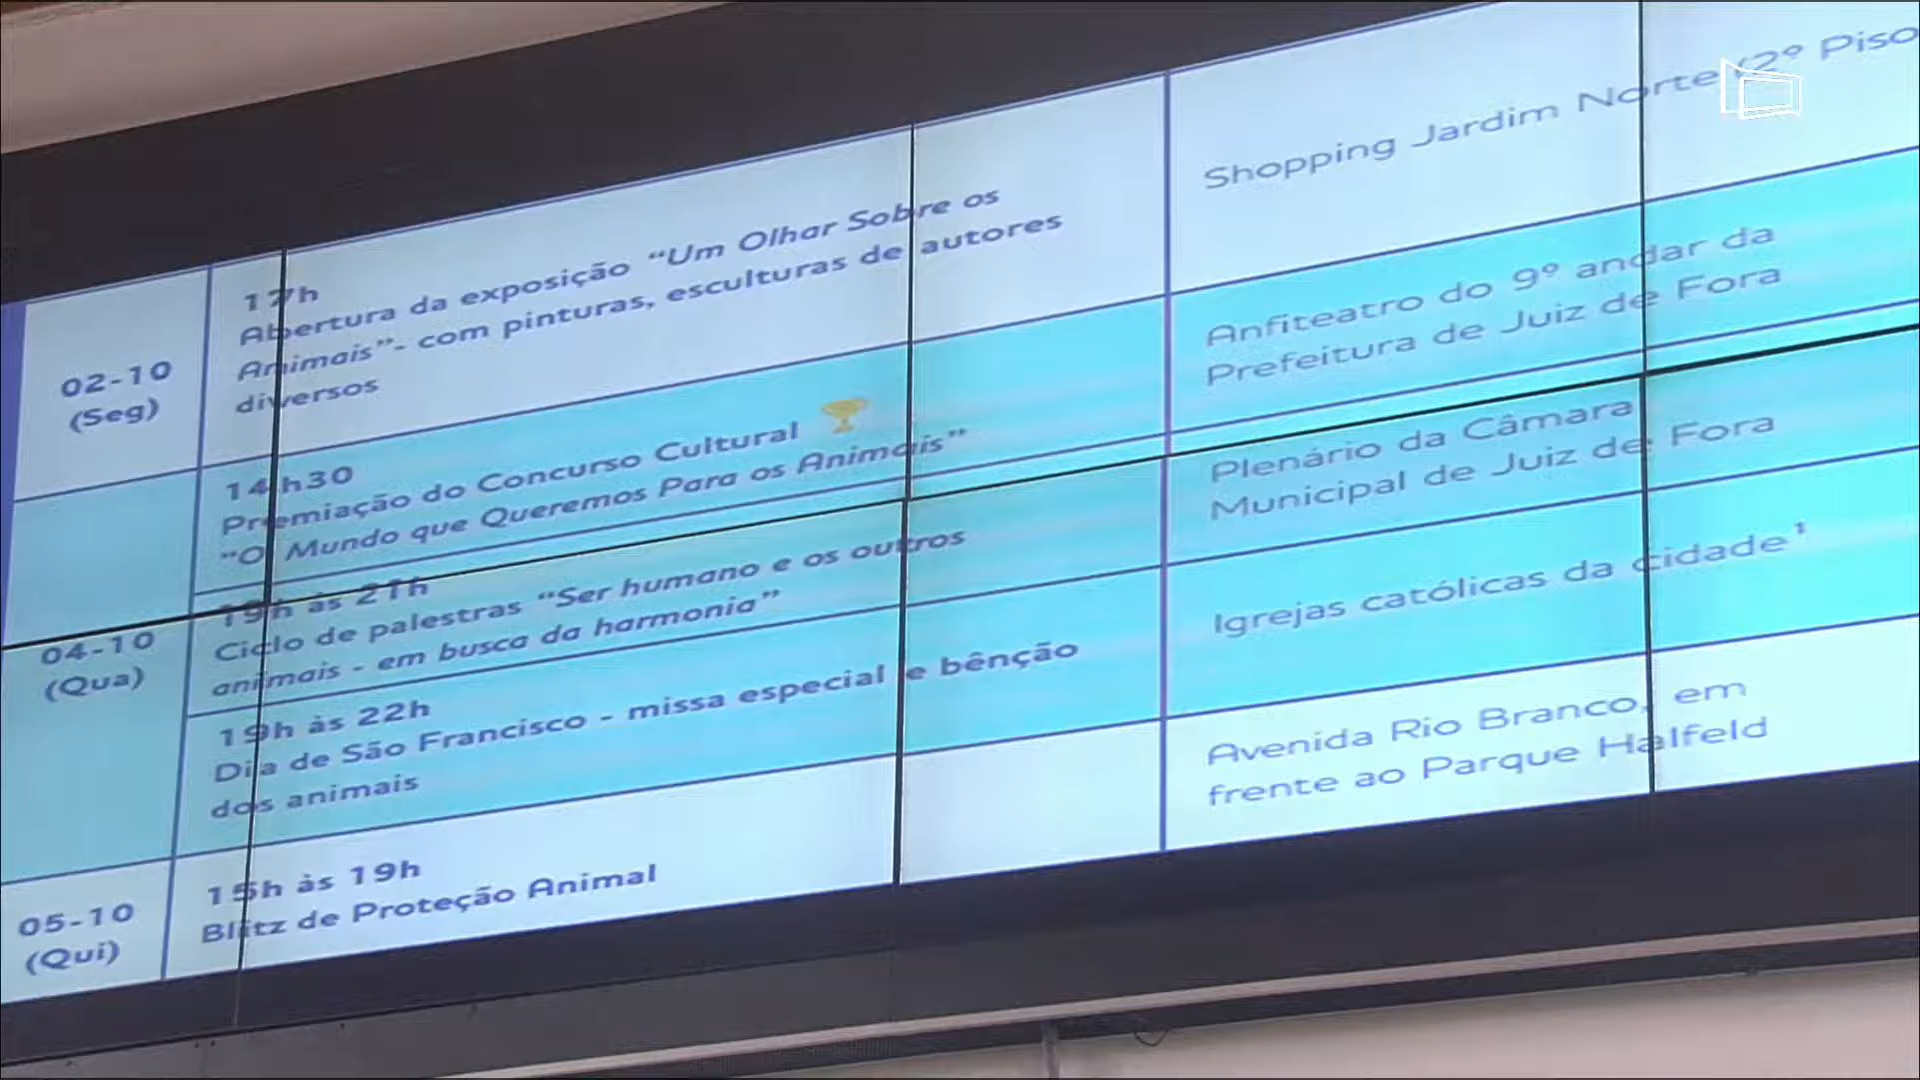 02-10
(Seg)
17h
Abertura da exposição “Um Olhar Sobre os
Animais”- com pinturas, esculturas de autores
diversos
Shopping Jardim Norte (2º Piso
04-10
(Qua)
14h30
Premiação do Concurso Cultural 🏆
“O Mundo que Queremos Para os Animais”
Anfiteatro do 9º andar da
Prefeitura de Juiz de Fora
19h às 21h
Ciclo de palestras “Ser humano e os outros
animais - em busca da harmonia”
Plenário da Câmara
Municipal de Juiz de Fora
19h às 22h
Dia de São Francisco - missa especial e bênção
dos animais
Igrejas católicas da cidade¹
05-10
(Qui)
15h às 19h
Blitz de Proteção Animal
Avenida Rio Branco, em
frente ao Parque Halfeld